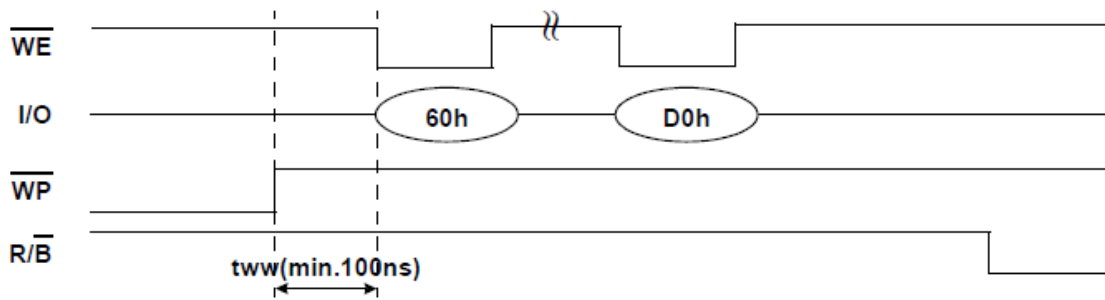 WE
I/O 60h D0h
WP
R/B
tww(min.100ns)